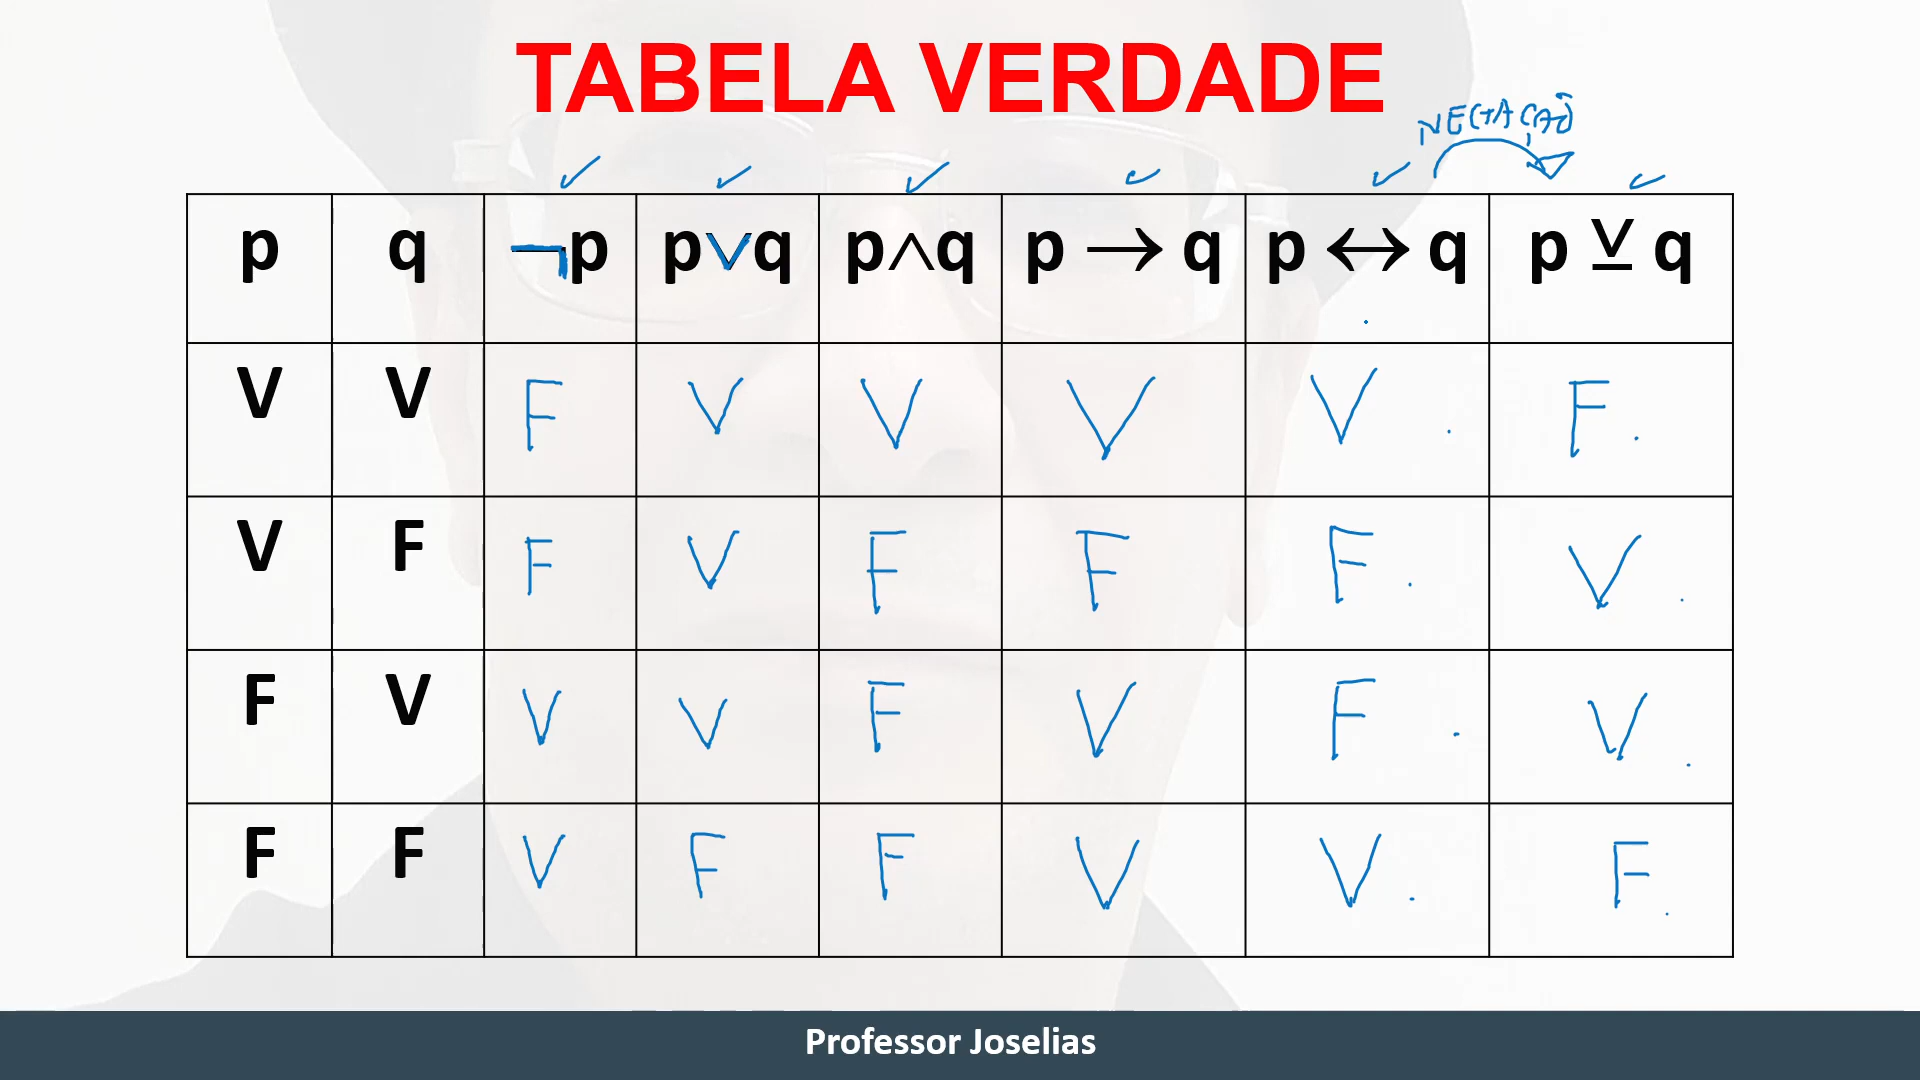 TABELA VERDADE
NEGAÇÃO
p q ¬p p∨q p∧q p → q p ↔ q p ⊻ q
V V F V V V V F
V F F V F F F V
F V V V F V F V
F F V F F V V F
Professor Joselias